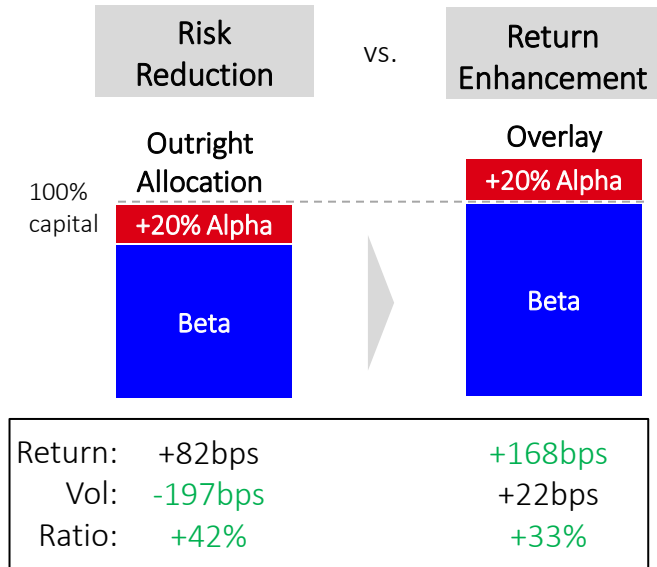 Risk
Reduction
vs.
Return
Enhancement
Outright
Allocation
Overlay
100%
capital
+20% Alpha
+20% Alpha
Beta
Beta
Return: +82bps +168bps
Vol: -197bps +22bps
Ratio: +42% +33%